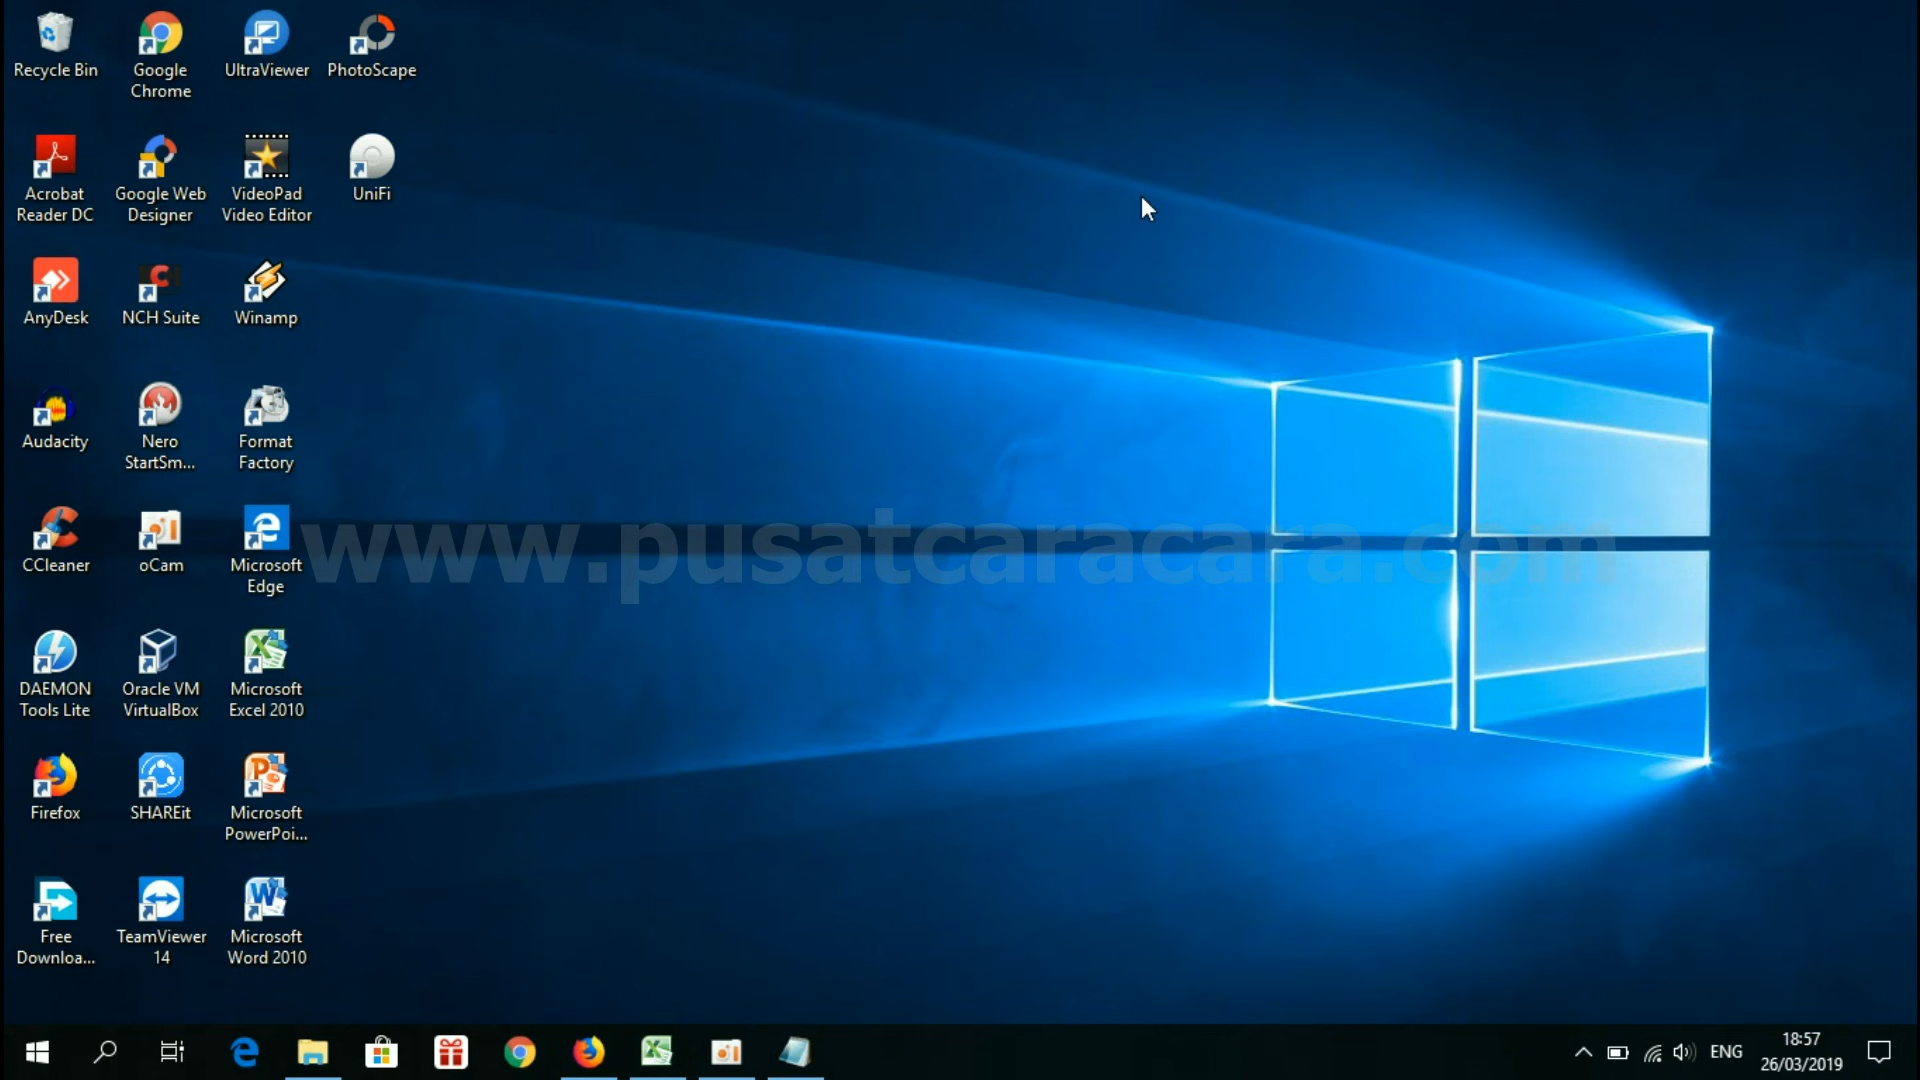 Recycle Bin
Google
Chrome
UltraViewer
PhotoScape
Acrobat
Reader DC
Google Web
Designer
VideoPad
Video Editor
UniFi
AnyDesk
NCH Suite
Winamp
Audacity
Nero
StartSm...
Format
Factory
CCleaner
oCam
Microsoft
Edge
www.pusatcaracara.com
DAEMON
Tools Lite
Oracle VM
VirtualBox
Microsoft
Excel 2010
Firefox
SHAREit
Microsoft
PowerPoi...
Free
Downloa...
TeamViewer
14
Microsoft
Word 2010
ENG
18:57
26/03/2019